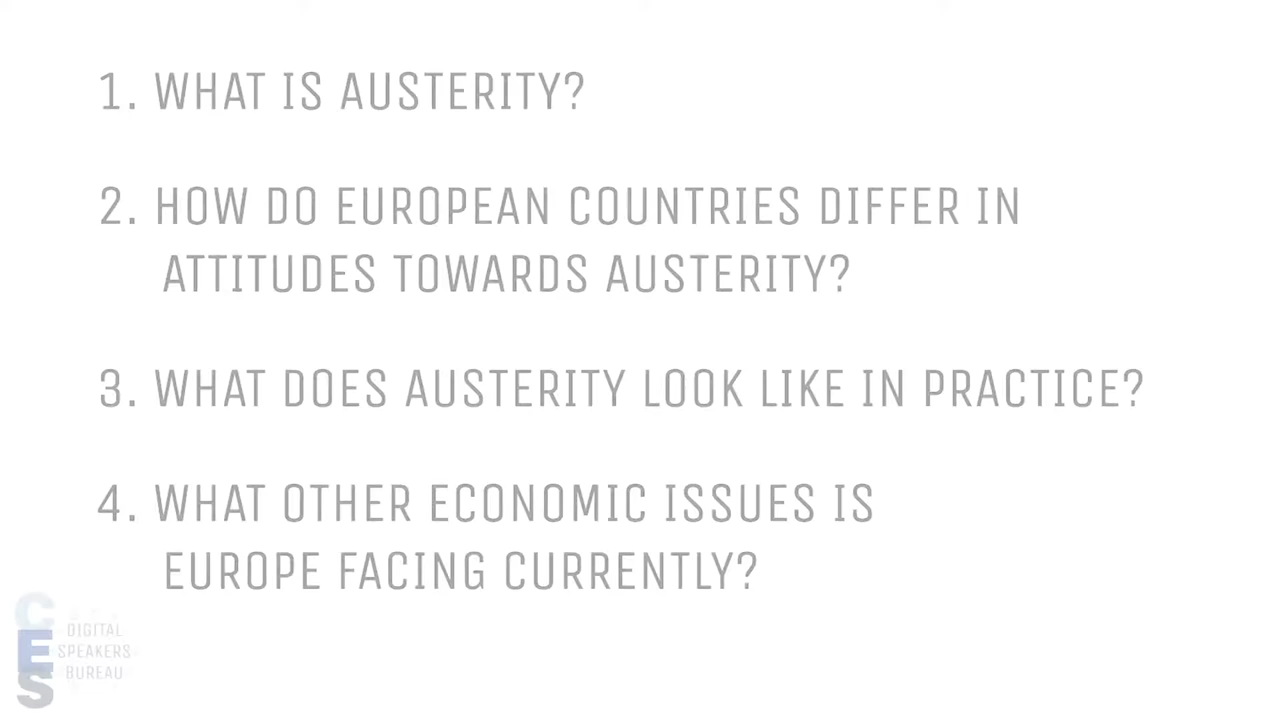 1. WHAT IS AUSTERITY?
2. HOW DO EUROPEAN COUNTRIES DIFFER IN
ATTITUDES TOWARDS AUSTERITY?
3. WHAT DOES AUSTERITY LOOK LIKE IN PRACTICE?
4. WHAT OTHER ECONOMIC ISSUES IS
EUROPE FACING CURRENTLY?
CES
DIGITAL
SPEAKERS
BUREAU